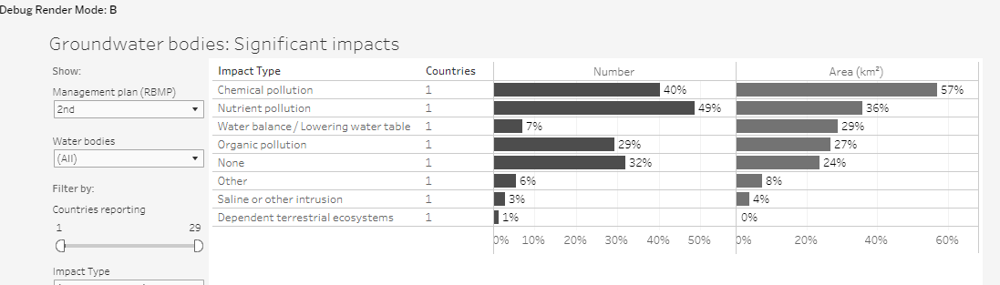 Debug Render Mode: B
Groundwater bodies: Significant impacts
Show:
Management plan (RBMP)
2nd
Water bodies
(All)
Filter by:
Countries reporting
1 29
Impact Type
Impact Type Countries Number Area (km²)
Chemical pollution 1 40% 57%
Nutrient pollution 1 49% 36%
Water balance / Lowering water table 1 7% 29%
Organic pollution 1 29% 27%
None 1 32% 24%
Other 1 6% 8%
Saline or other intrusion 1 3% 4%
Dependent terrestrial ecosystems 1 1% 0%
0% 10% 20% 30% 40% 50% 0% 20% 40% 60%